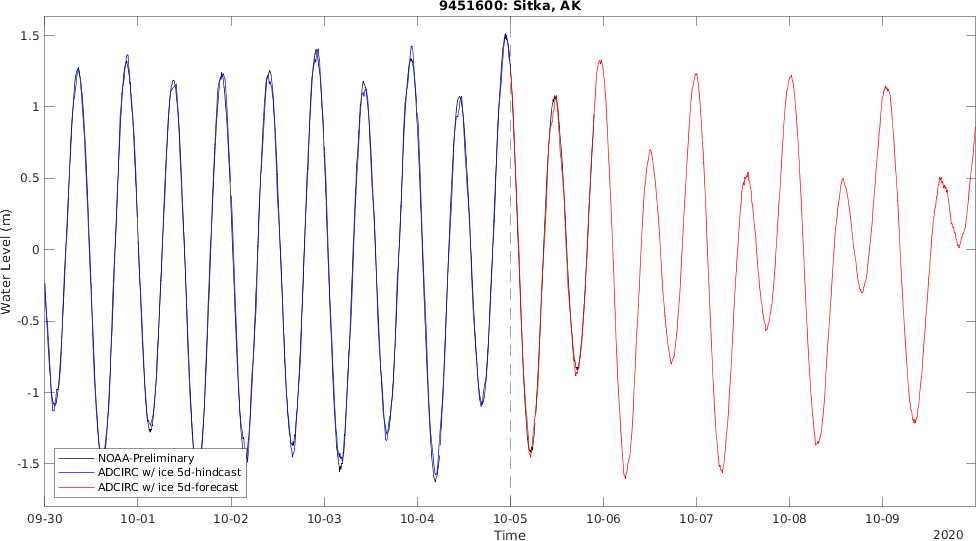 9451600: Sitka, AK
1.5
1
0.5
0
-0.5
-1
-1.5
Water Level (m)
NOAA-Preliminary
ADCIRC w/ ice 5d-hindcast
ADCIRC w/ ice 5d-forecast
09-30 10-01 10-02 10-03 10-04 10-05 10-06 10-07 10-08 10-09
Time
2020